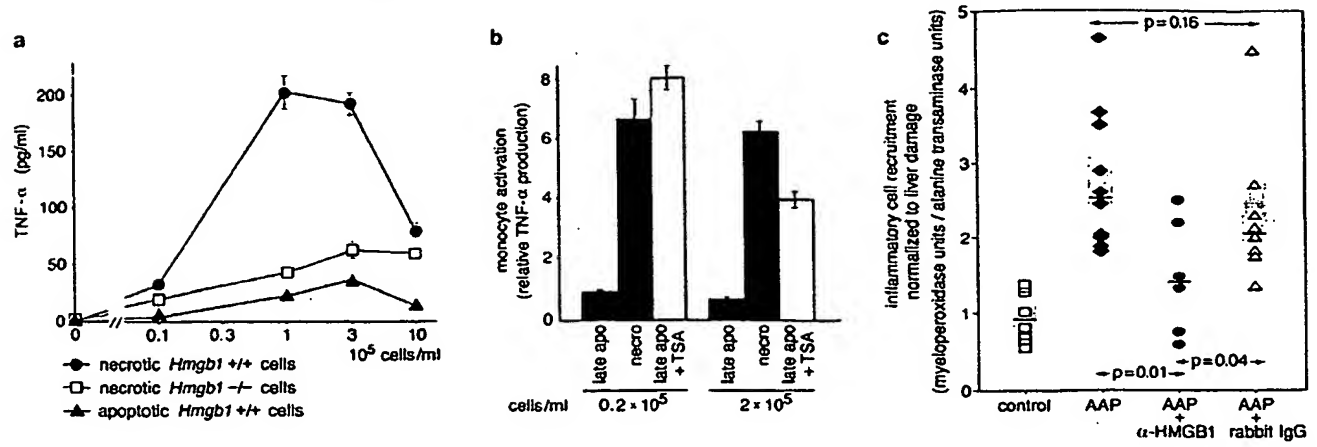 a
TNF-α (pg/ml)
200
150
100
50
0
0 0.1 0.3 1 3 10
10⁵ cells/ml
necrotic Hmgb1 +/+ cells
necrotic Hmgb1 –/– cells
apoptotic Hmgb1 +/+ cells
b
monocyte activation
(relative TNF-α production)
8
6
4
2
0
late apo
necro
late apo
+ TSA
late apo
necro
late apo
+ TSA
cells/ml 0.2 × 10⁵ 2 × 10⁵
c
inflammatory cell recruitment
normalized to liver damage
(myeloperoxidase units / alanine transaminase units)
5
4
3
2
1
0
p=0.16
p=0.04
p=0.01
control AAP AAP AAP
+ +
α-HMGB1 rabbit IgG